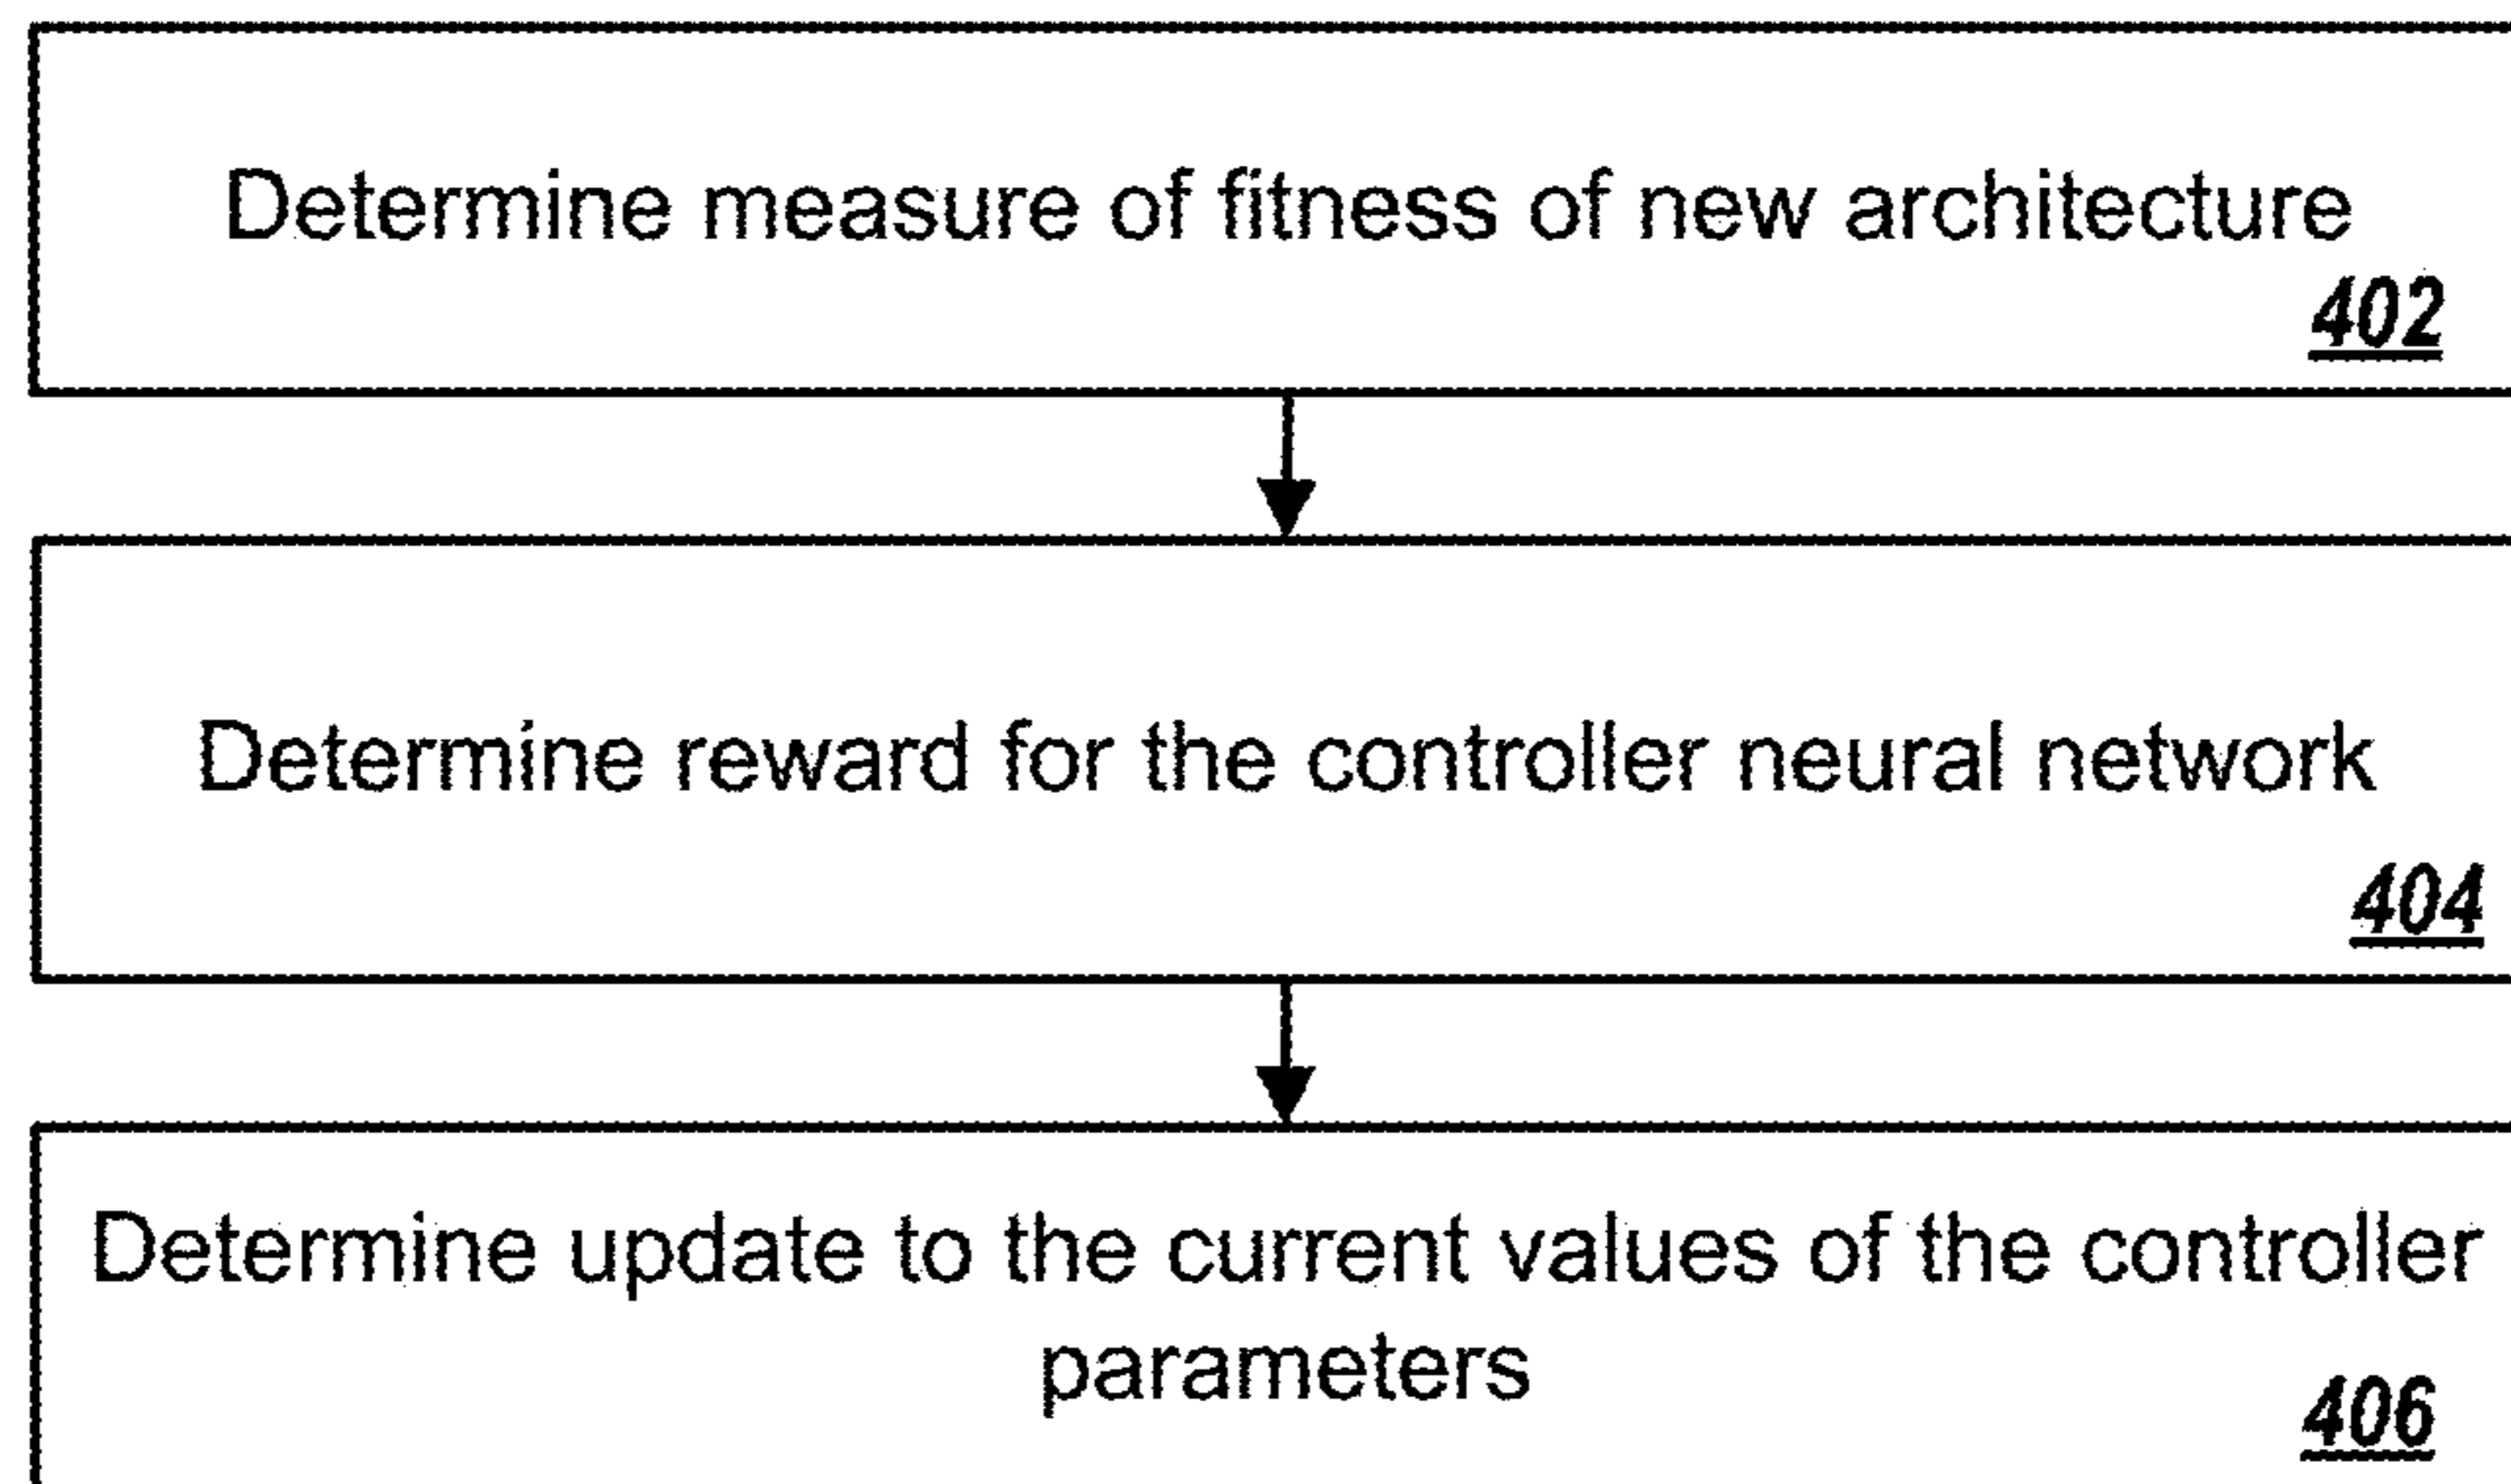 Determine measure of fitness of new architecture
402
Determine reward for the controller neural network
404
Determine update to the current values of the controller
parameters
406